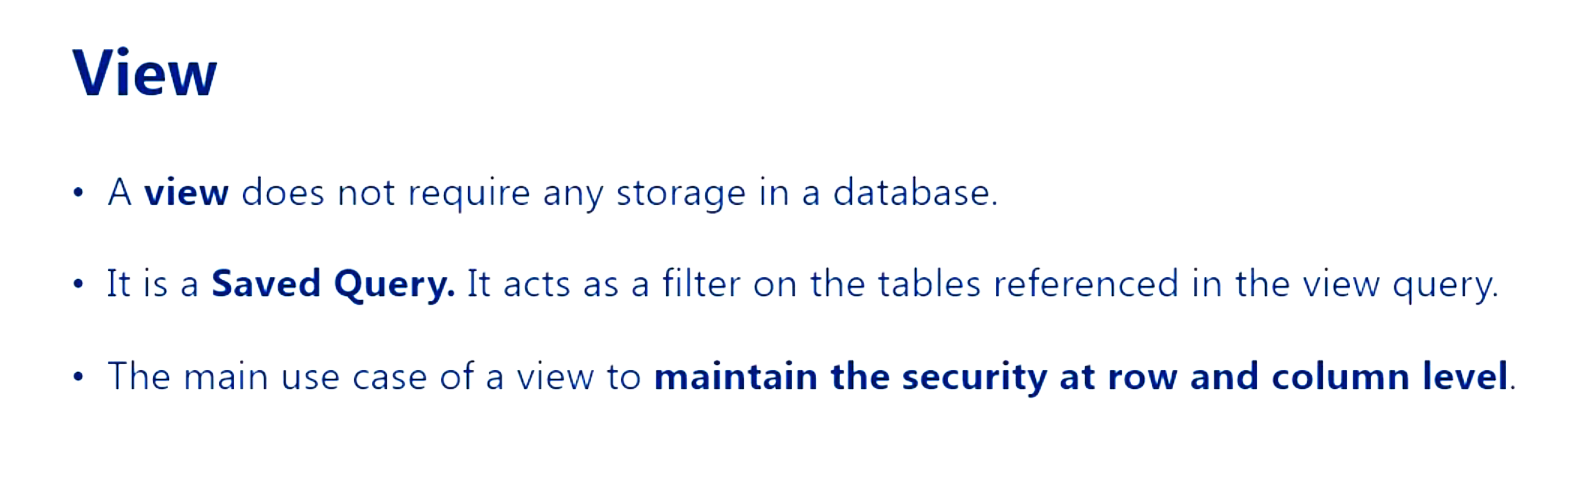 View
• A view does not require any storage in a database.
• It is a Saved Query. It acts as a filter on the tables referenced in the view query.
• The main use case of a view to maintain the security at row and column level.